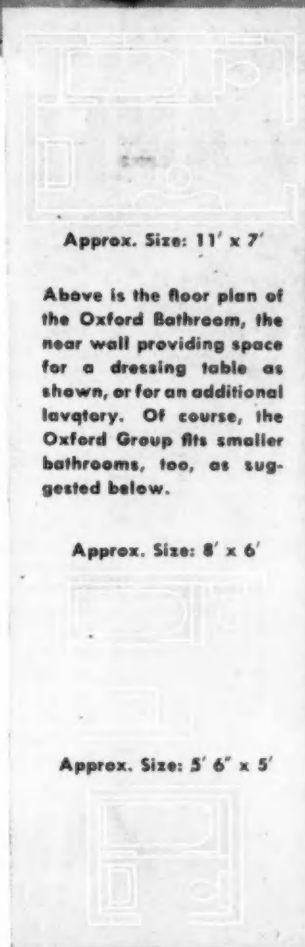 Approx. Size: 11' x 7'
Above is the floor plan of
the Oxford Bathroom, the
near wall providing space
for a dressing table as
shown, or for an additional
lavatory. Of course, the
Oxford Group fits smaller
bathrooms, too, as sug-
gested below.
Approx. Size: 8' x 6'
Approx. Size: 5' 6" x 5'